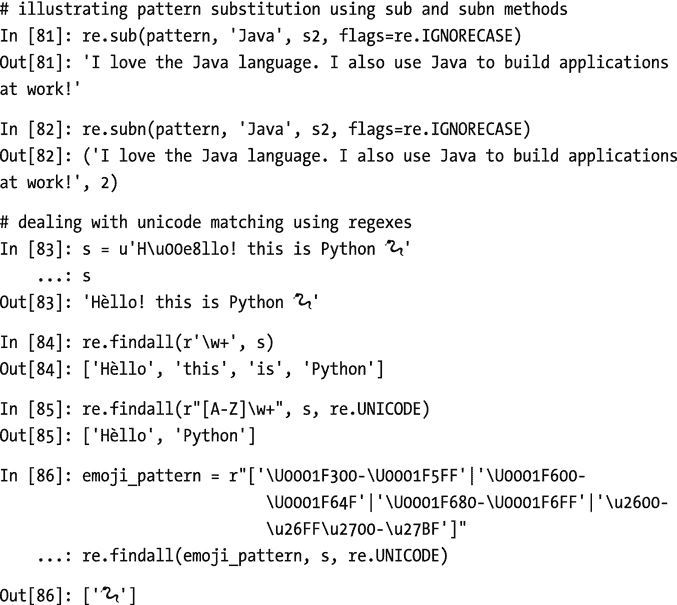 # illustrating pattern substitution using sub and subn methods
In [81]: re.sub(pattern, 'Java', s2, flags=re.IGNORECASE)
Out[81]: 'I love the Java language. I also use Java to build applications
at work!'
In [82]: re.subn(pattern, 'Java', s2, flags=re.IGNORECASE)
Out[82]: ('I love the Java language. I also use Java to build applications
at work!', 2)
# dealing with unicode matching using regexes
In [83]: s = u'H\u00e8llo! this is Python 🐍'
...: s
Out[83]: 'Hèllo! this is Python 🐍'
In [84]: re.findall(r'\w+', s)
Out[84]: ['Hèllo', 'this', 'is', 'Python']
In [85]: re.findall(r"[A-Z]\w+", s, re.UNICODE)
Out[85]: ['Hèllo', 'Python']
In [86]: emoji_pattern = r"['\U0001F300-\U0001F5FF'|'\U0001F600-
\U0001F64F'|'\U0001F680-\U0001F6FF'|'\u2600-
\u26FF\u2700-\u27BF']"
...: re.findall(emoji_pattern, s, re.UNICODE)
Out[86]: ['🐍']